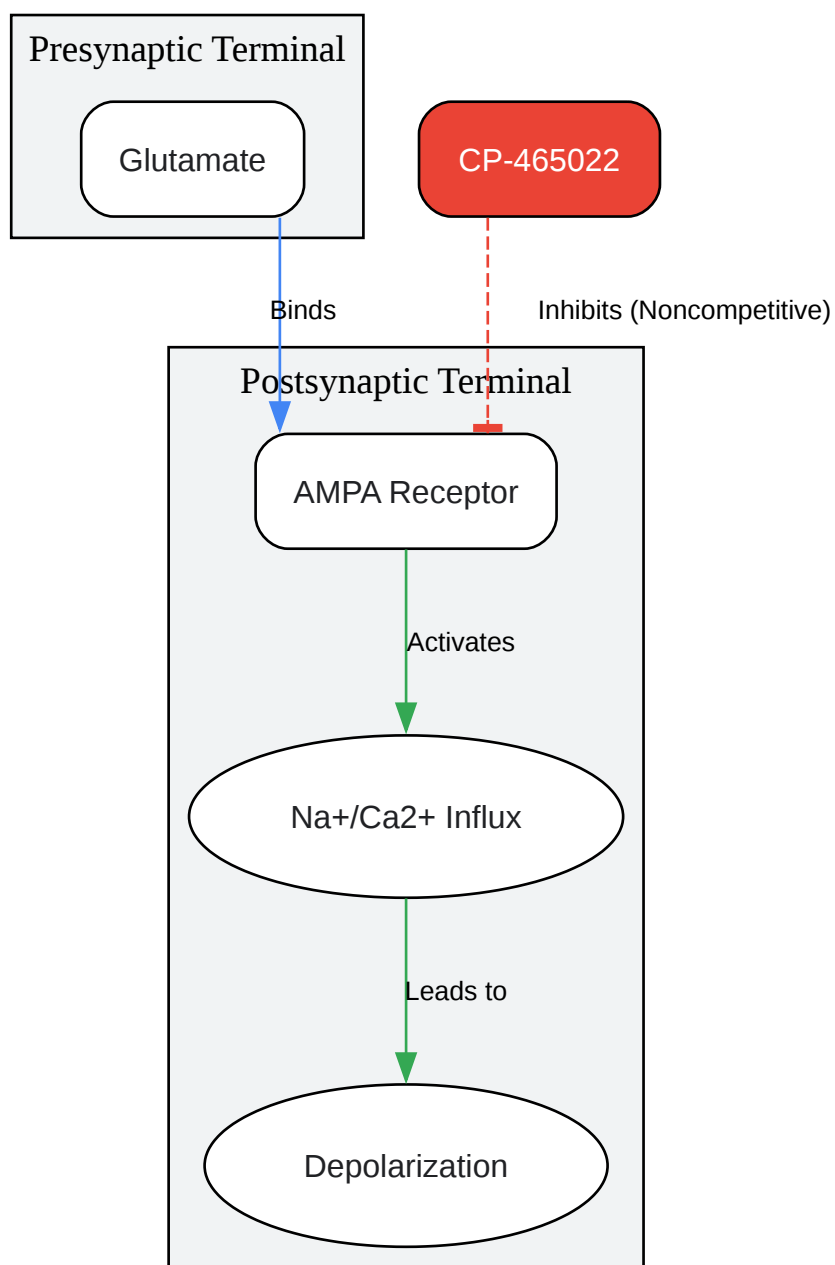 Presynaptic Terminal
Glutamate
CP-465022
Binds
Inhibits (Noncompetitive)
Postsynaptic Terminal
AMPA Receptor
Activates
Na+/Ca2+ Influx
Leads to
Depolarization